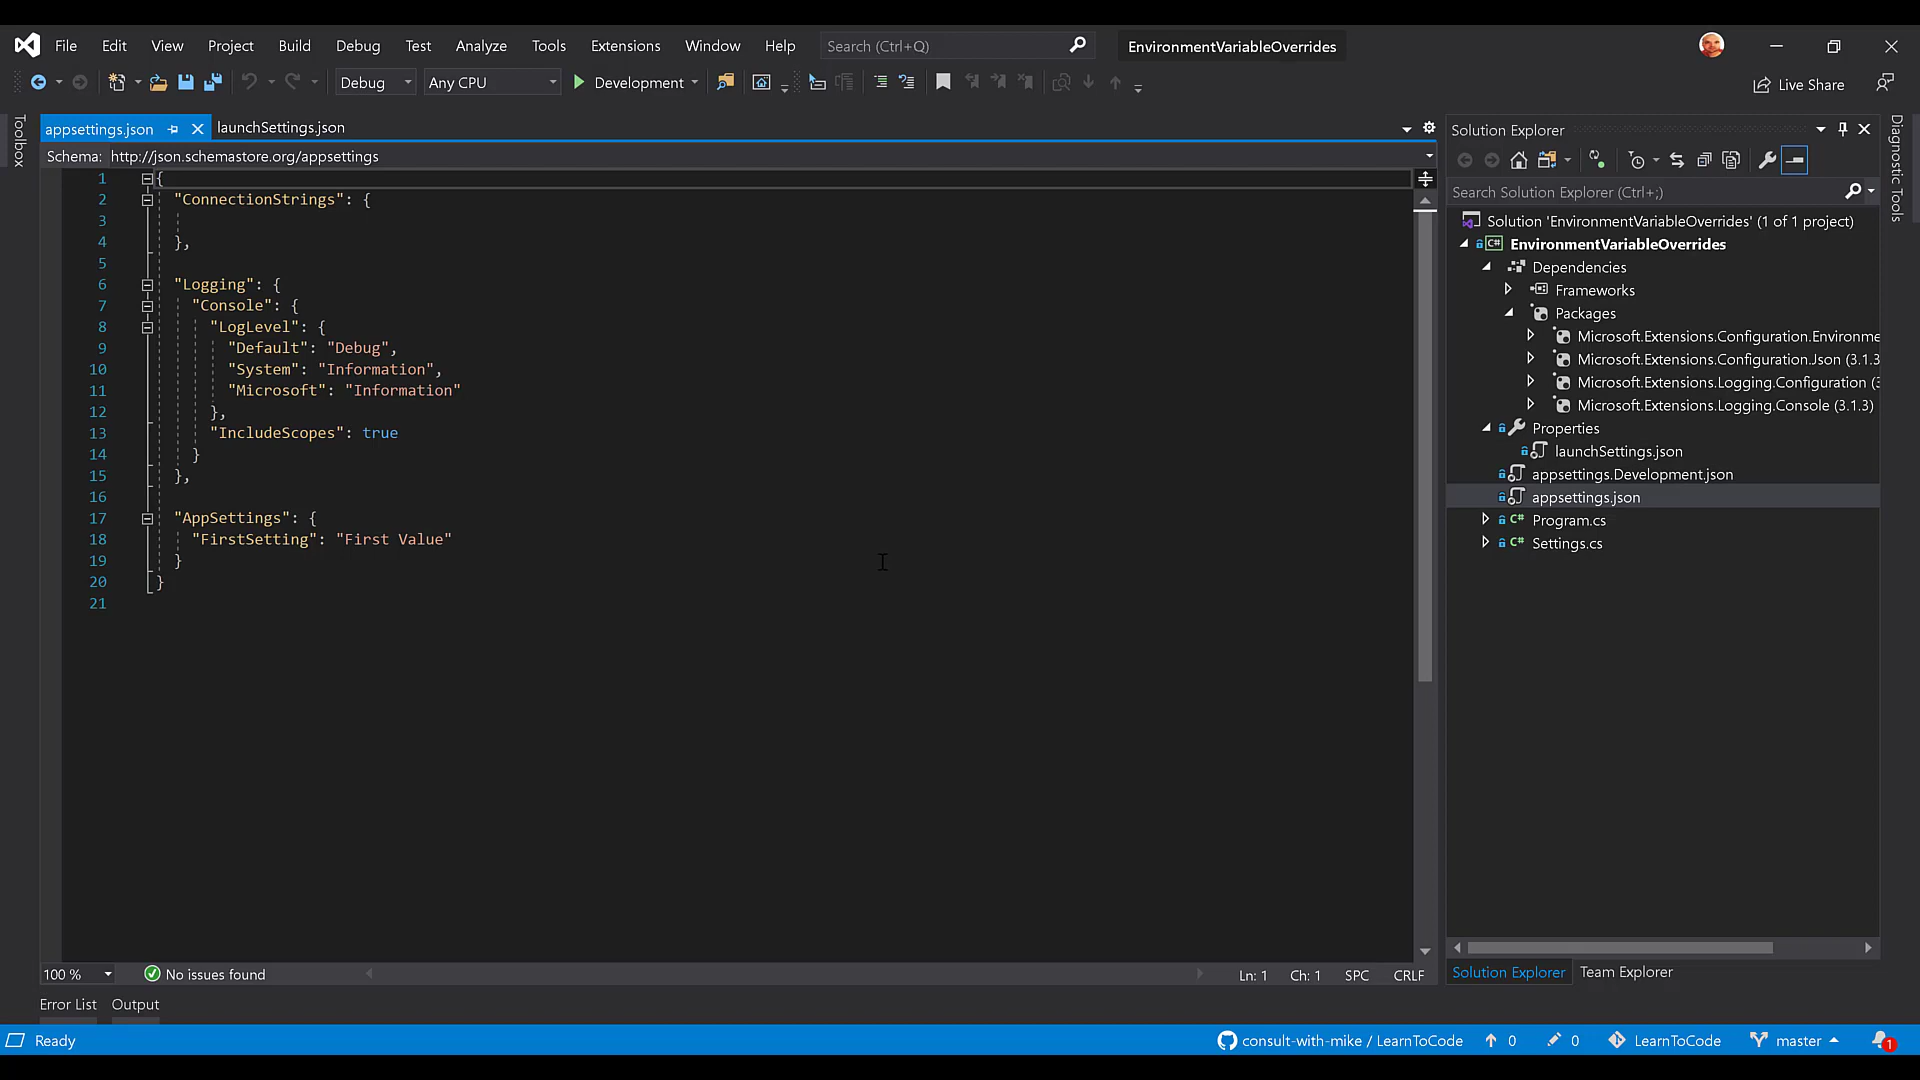 File Edit View Project Build Debug Test Analyze Tools Extensions Window Help Search (Ctrl+Q) EnvironmentVariableOverrides
Debug Any CPU Development Live Share
Toolbox
appsettings.json launchSettings.json
Schema: http://json.schemastore.org/appsettings
1 {
2 "ConnectionStrings": {
3
4 },
5
6 "Logging": {
7 "Console": {
8 "LogLevel": {
9 "Default": "Debug",
10 "System": "Information",
11 "Microsoft": "Information"
12 },
13 "IncludeScopes": true
14 }
15 },
16
17 "AppSettings": {
18 "FirstSetting": "First Value"
19 }
20 }
21
100 % No issues found Ln: 1 Ch: 1 SPC CRLF
Solution Explorer
Search Solution Explorer (Ctrl+;)
Solution 'EnvironmentVariableOverrides' (1 of 1 project)
C# EnvironmentVariableOverrides
Dependencies
Frameworks
Packages
Microsoft.Extensions.Configuration.Environme
Microsoft.Extensions.Configuration.Json (3.1.3
Microsoft.Extensions.Logging.Configuration (3
Microsoft.Extensions.Logging.Console (3.1.3)
Properties
launchSettings.json
appsettings.Development.json
appsettings.json
C# Program.cs
C# Settings.cs
Solution Explorer Team Explorer
Diagnostic Tools
Error List Output
Ready consult-with-mike / LearnToCode 0 0 LearnToCode master 1